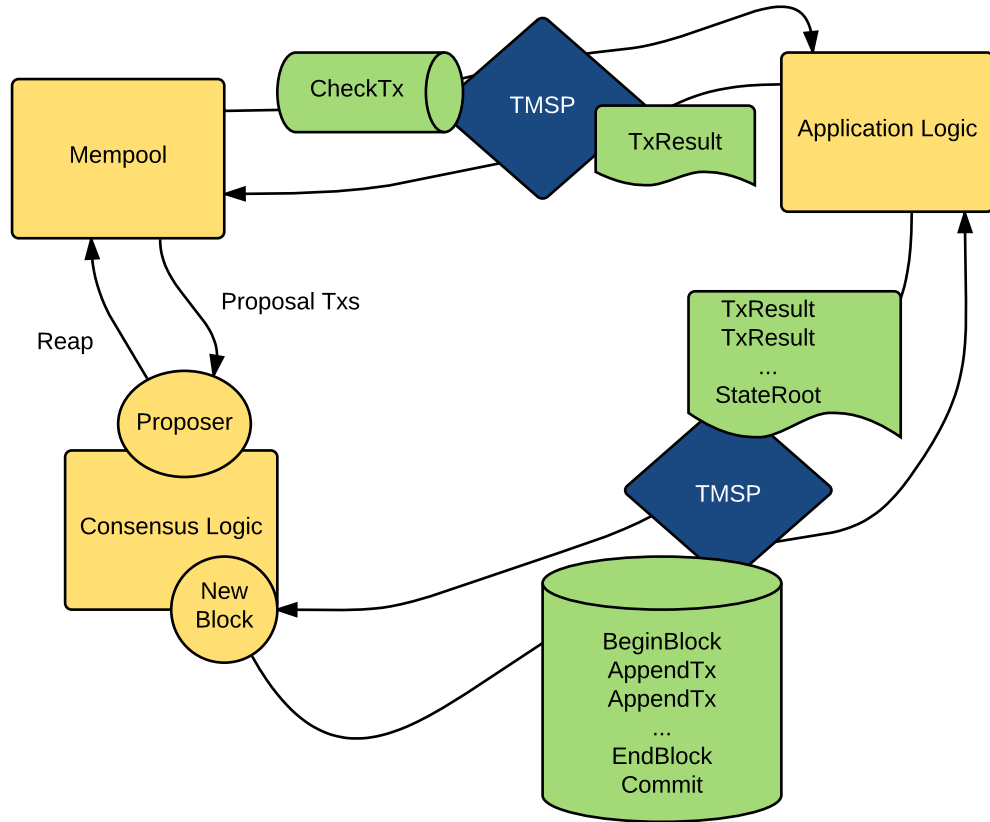 CheckTx
TMSP
TxResult
Mempool
Application Logic
Proposal Txs
Reap
TxResult
TxResult
...
StateRoot
Proposer
TMSP
Consensus Logic
New
Block
BeginBlock
AppendTx
AppendTx
...
EndBlock
Commit